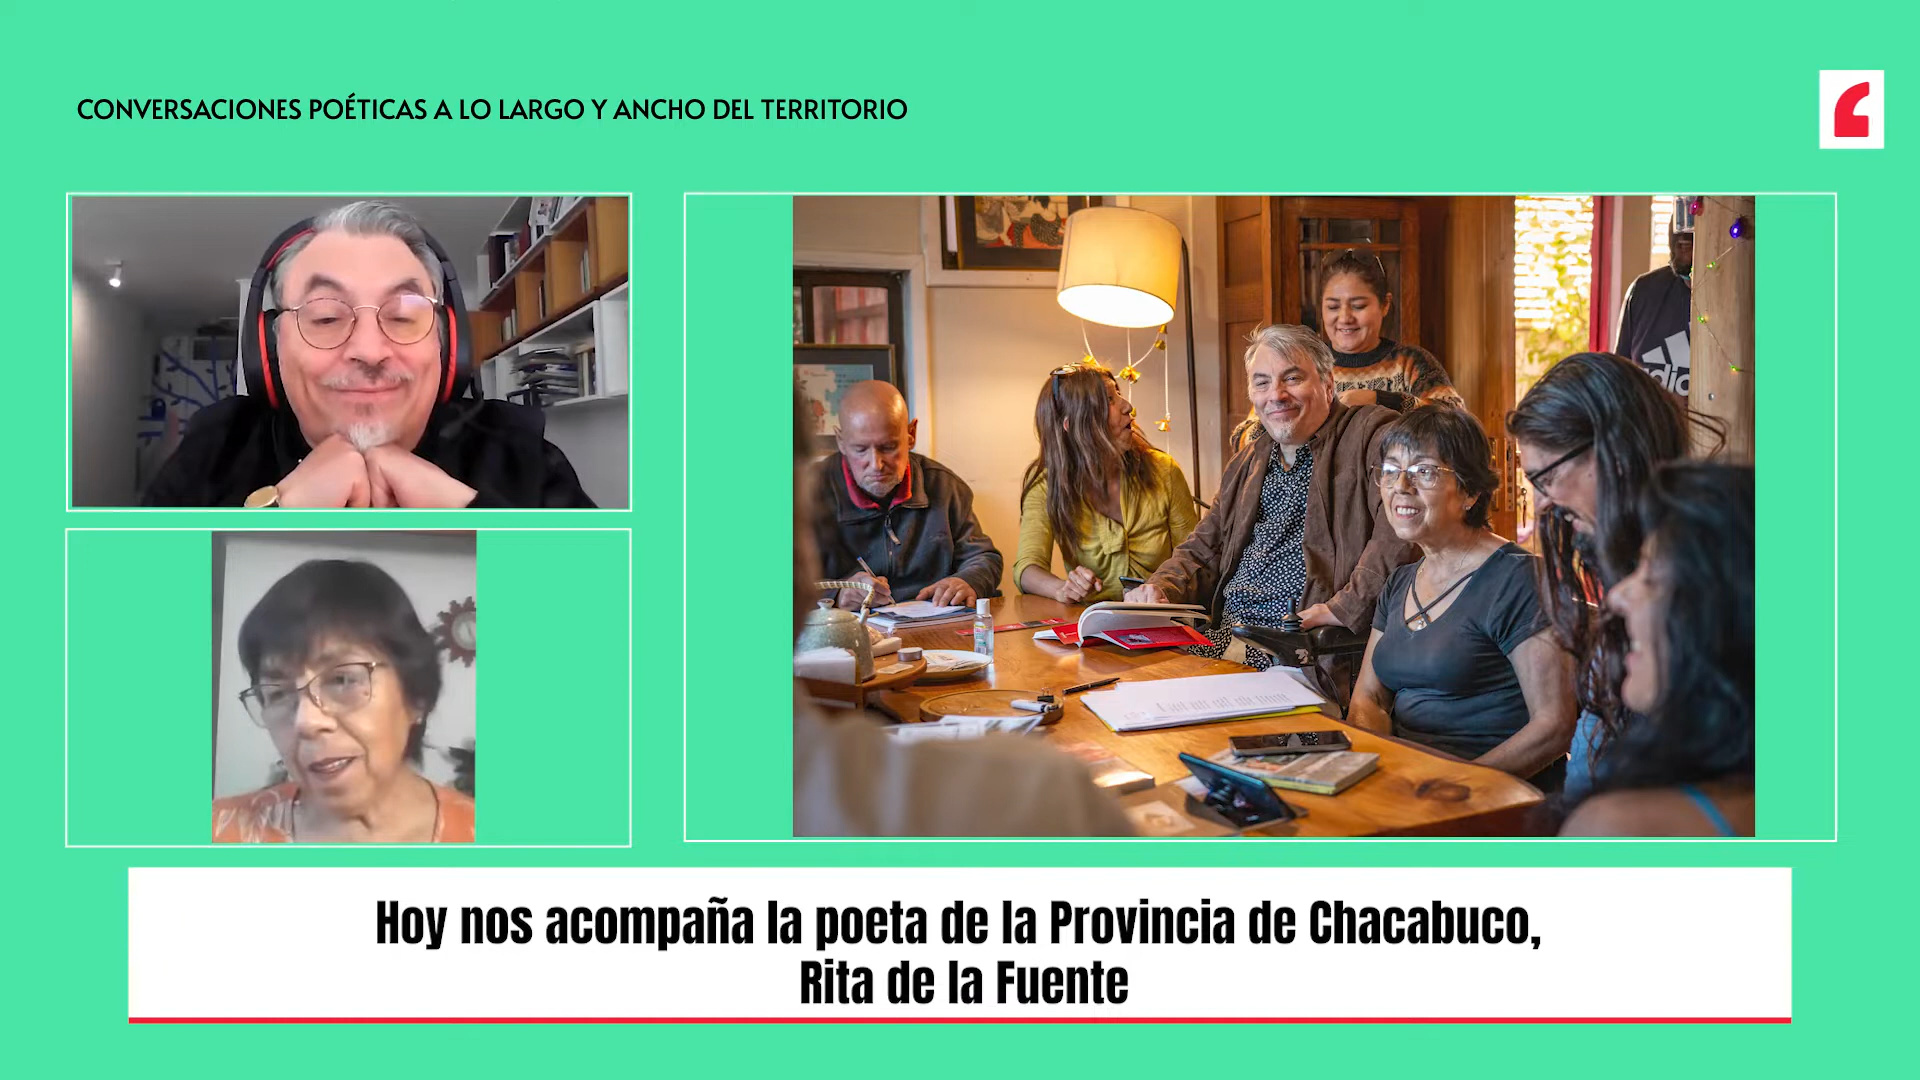 CONVERSACIONES POÉTICAS A LO LARGO Y ANCHO DEL TERRITORIO
Hoy nos acompaña la poeta de la Provincia de Chacabuco,
Rita de la Fuente